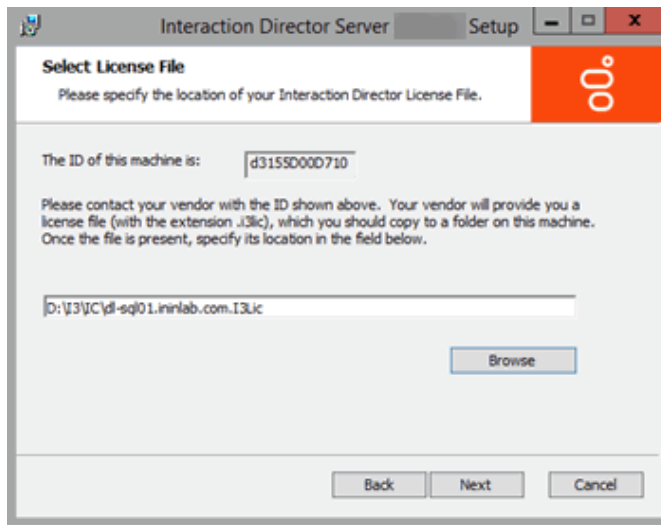 Interaction Director Server Setup
Select License File
Please specify the location of your Interaction Director License File.
The ID of this machine is: d3155D00D710
Please contact your vendor with the ID shown above. Your vendor will provide you a
license file (with the extension .i3lic), which you should copy to a folder on this machine.
Once the file is present, specify its location in the field below.
D:\I3\IC\dl-sql01.ininlab.com.I3Lic
Browse
Back Next Cancel